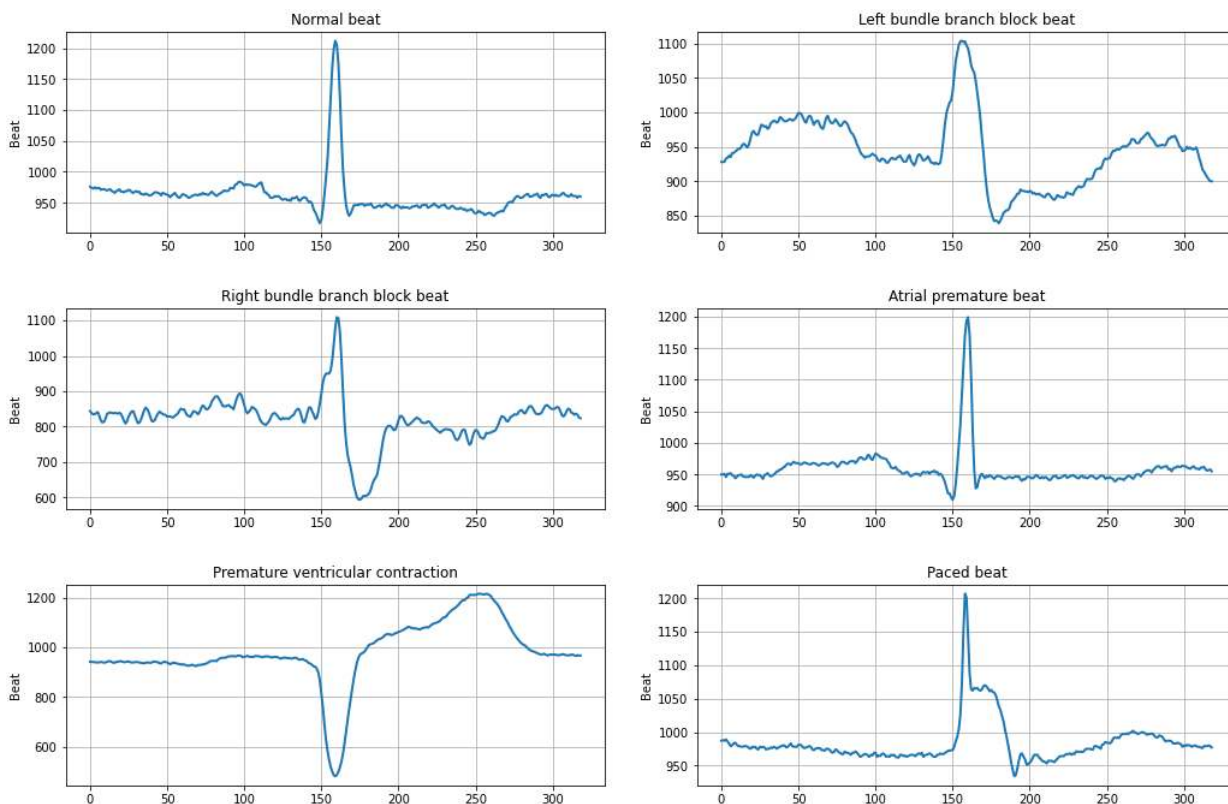 Normal beat
1200
1150
1100
1050
1000
950
Beat
0 50 100 150 200 250 300
Left bundle branch block beat
1100
1050
1000
950
900
850
Beat
0 50 100 150 200 250 300
Right bundle branch block beat
1100
1000
900
800
700
600
Beat
0 50 100 150 200 250 300
Atrial premature beat
1200
1150
1100
1050
1000
950
900
Beat
0 50 100 150 200 250 300
Premature ventricular contraction
1200
1000
800
600
Beat
0 50 100 150 200 250 300
Paced beat
1200
1150
1100
1050
1000
950
Beat
0 50 100 150 200 250 300